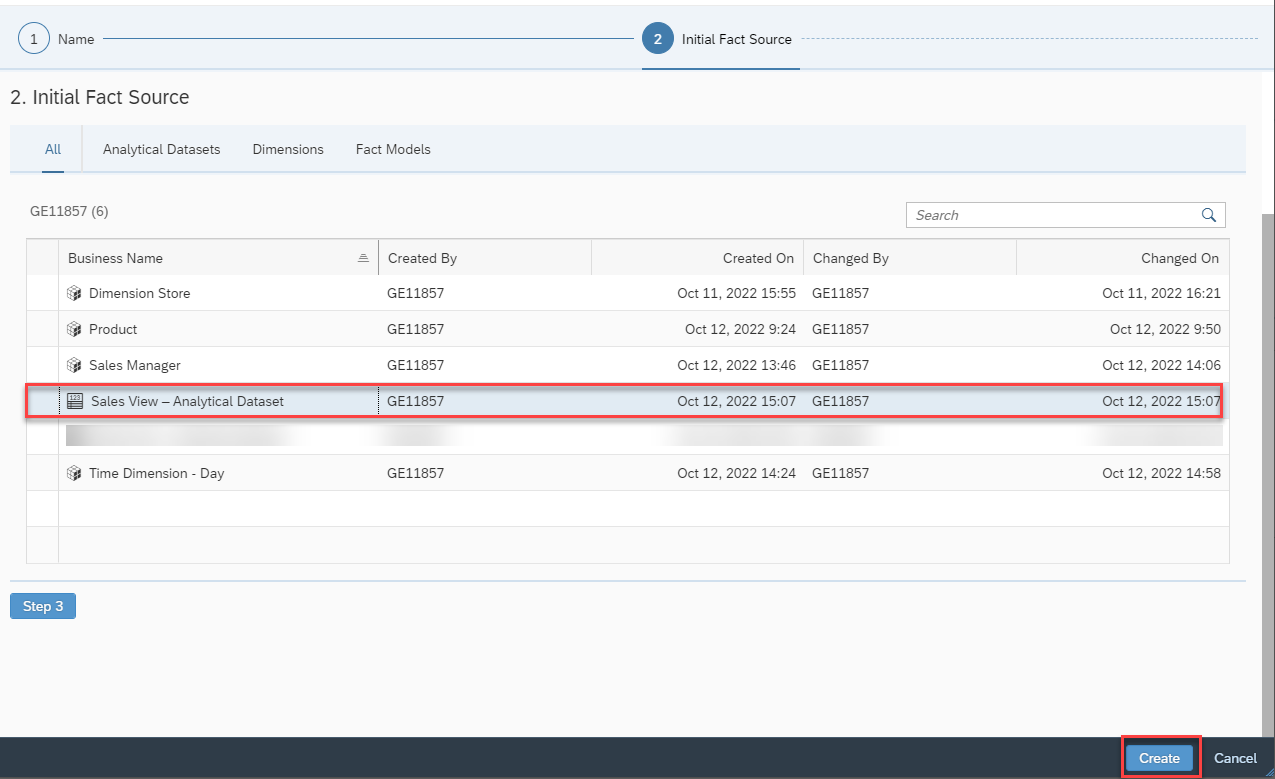 1 Name 2 Initial Fact Source
2. Initial Fact Source
All Analytical Datasets Dimensions Fact Models
GE11857 (6)
Search
Business Name Created By Created On Changed By Changed On
Dimension Store GE11857 Oct 11, 2022 15:55 GE11857 Oct 11, 2022 16:21
Product GE11857 Oct 12, 2022 9:24 GE11857 Oct 12, 2022 9:50
Sales Manager GE11857 Oct 12, 2022 13:46 GE11857 Oct 12, 2022 14:06
123 Sales View – Analytical Dataset GE11857 Oct 12, 2022 15:07 GE11857 Oct 12, 2022 15:07
Time Dimension - Day GE11857 Oct 12, 2022 14:24 GE11857 Oct 12, 2022 14:58
Step 3
Create Cancel